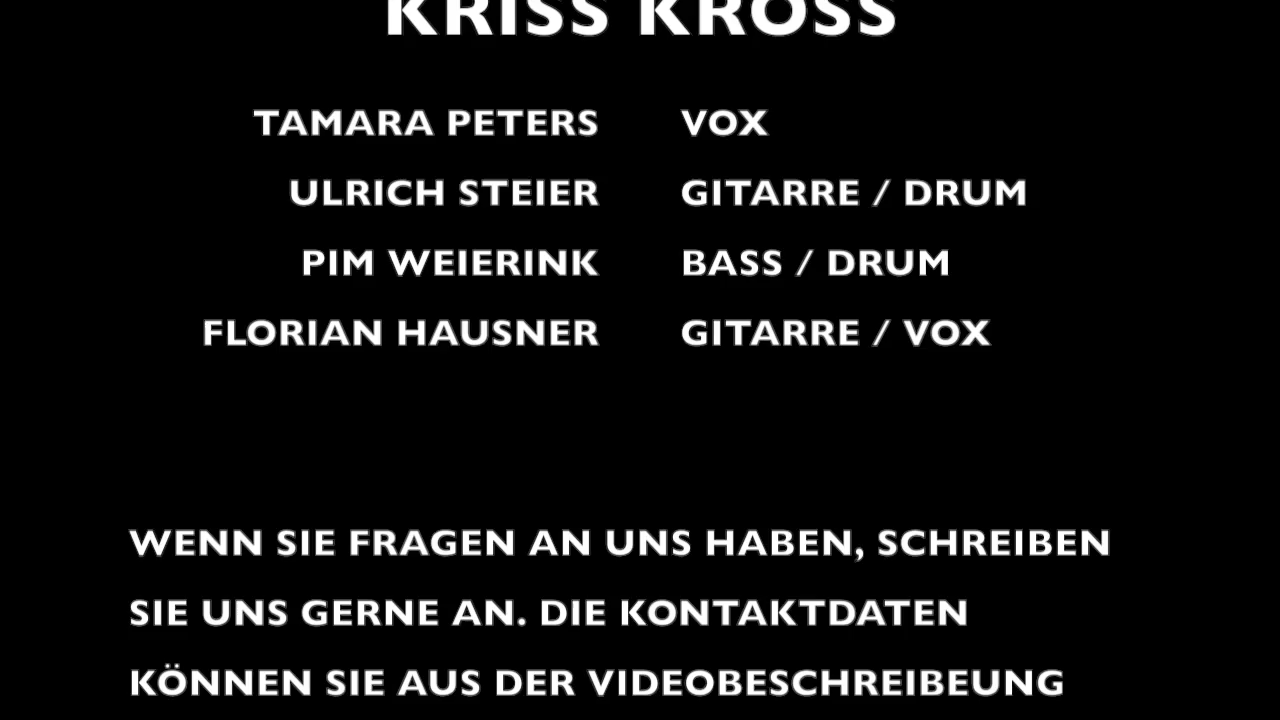 KRISS KROSS
TAMARA PETERS VOX
ULRICH STEIER GITARRE / DRUM
PIM WEIERINK BASS / DRUM
FLORIAN HAUSNER GITARRE / VOX
WENN SIE FRAGEN AN UNS HABEN, SCHREIBEN
SIE UNS GERNE AN. DIE KONTAKTDATEN
KÖNNEN SIE AUS DER VIDEOBESCHREIBEUNG